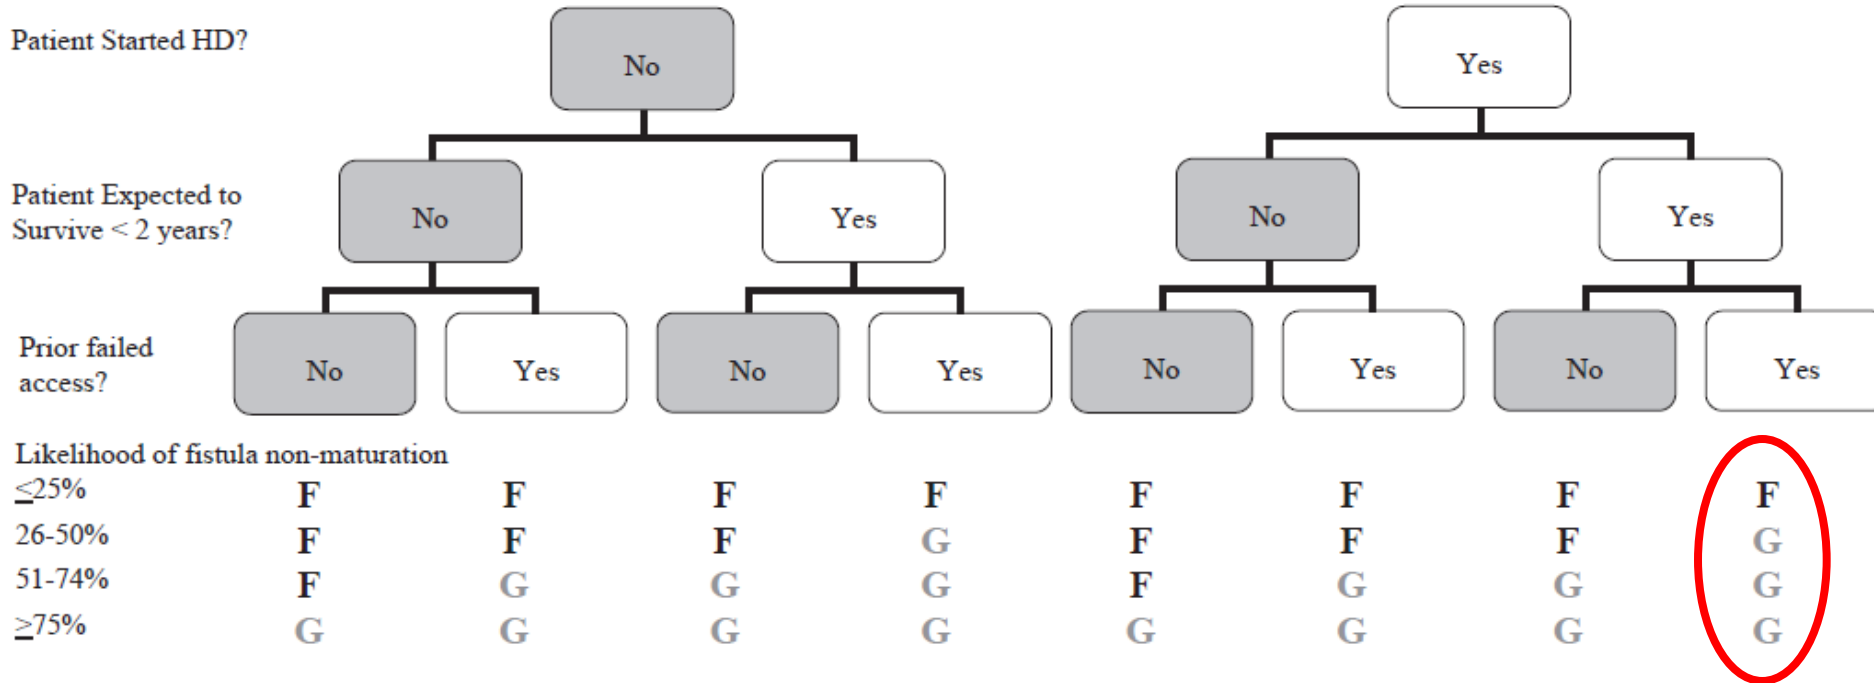 Patient Started HD?
No Yes
Patient Expected to
Survive < 2 years?
No Yes No Yes
Prior failed
access?
No Yes No Yes No Yes No Yes
Likelihood of fistula non-maturation
≤25% F F F F F F F F
26-50% F F F G F F F G
51-74% F G G G F G G G
≥75% G G G G G G G G